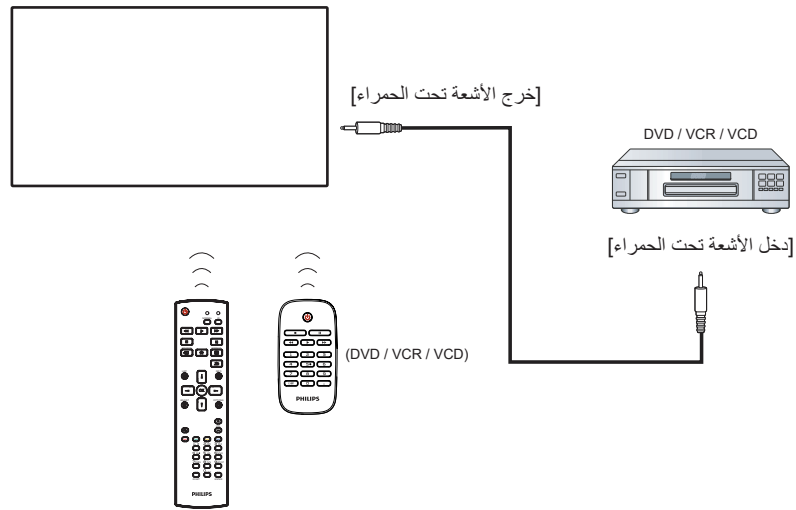 [خرج الأشعة تحت الحمراء]
DVD / VCR / VCD
[دخل الأشعة تحت الحمراء]
(DVD / VCR / VCD)
PHILIPS
PHILIPS